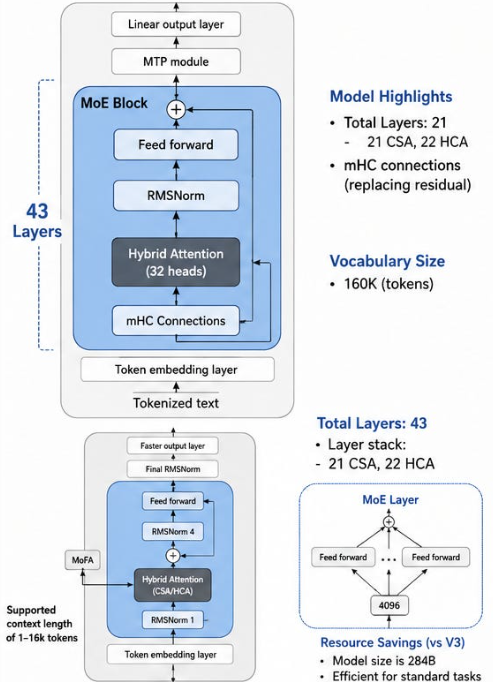 Linear output layer
MTP module
MoE Block
Feed forward
RMSNorm
43
Layers
Hybrid Attention
(32 heads)
mHC Connections
Token embedding layer
Tokenized text
Model Highlights
• Total Layers: 21
- 21 CSA, 22 HCA
• mHC connections
(replacing residual)
Vocabulary Size
• 160K (tokens)
Faster output layer
Final RMSNorm
Feed forward
RMSNorm 4
MoFA
Hybrid Attention
(CSA/HCA)
RMSNorm 1
Supported
context length
of 1–16k tokens
Token embedding layer
Total Layers: 43
• Layer stack:
- 21 CSA, 22 HCA
MoE Layer
Feed forward ... Feed forward
4096
Resource Savings (vs V3)
• Model size is 284B
• Efficient for standard tasks